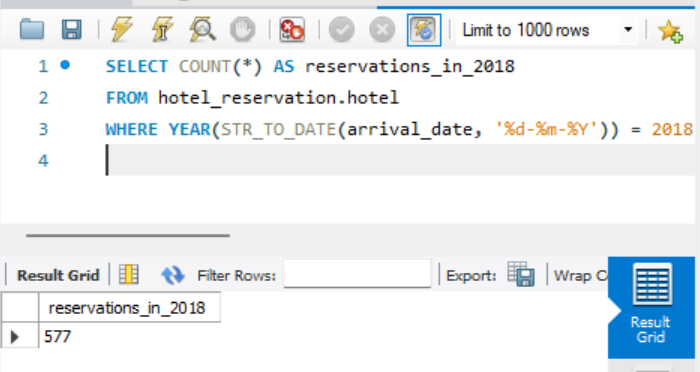 Limit to 1000 rows
1 SELECT COUNT(*) AS reservations_in_2018
2 FROM hotel_reservation.hotel
3 WHERE YEAR(STR_TO_DATE(arrival_date, '%d-%m-%Y')) = 2018
4
Result Grid Filter Rows: Export: Wrap C
reservations_in_2018
577
Result
Grid